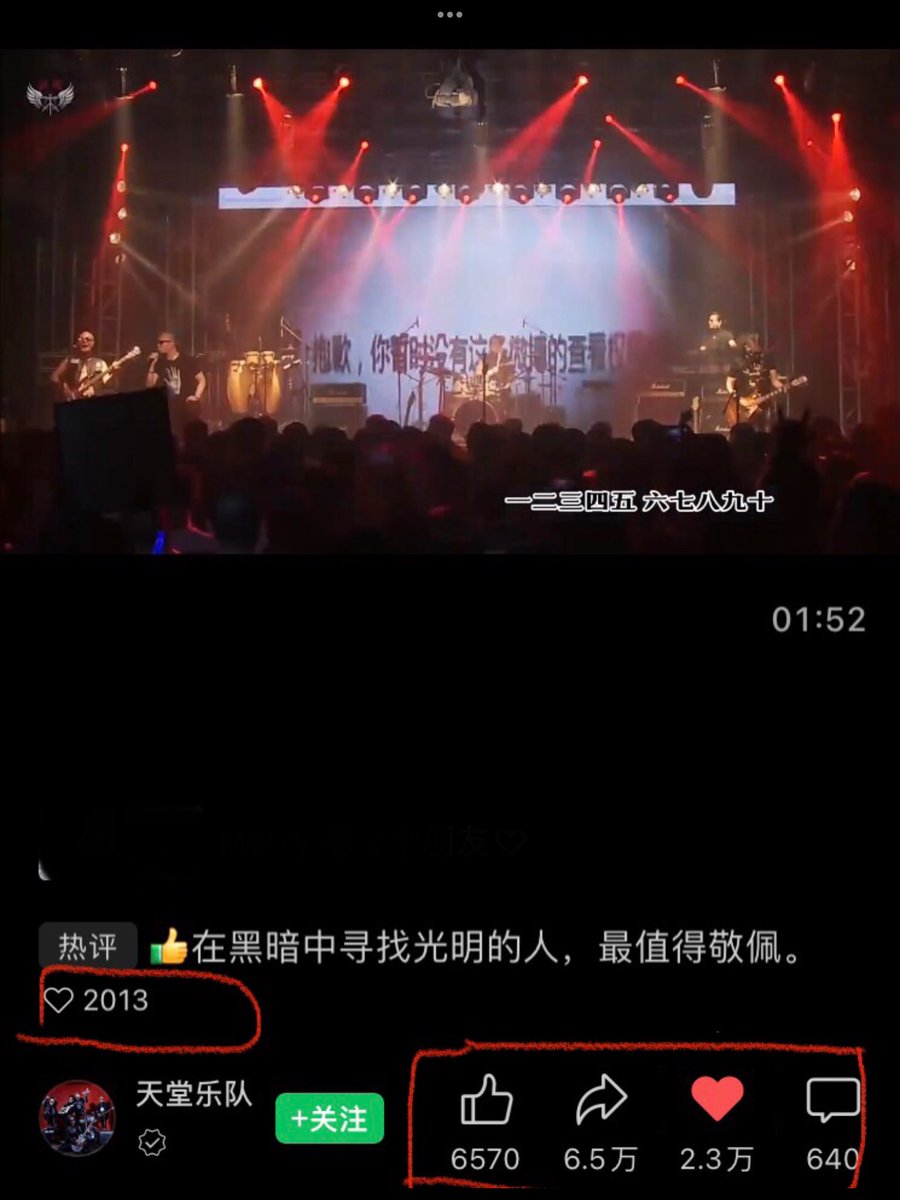 抱歉，你暂时没有这个微博的查看权
一二三四五 六七八九十
01:52
朋友♡
热评 👍在黑暗中寻找光明的人，最值得敬佩。
♡ 2013
天堂乐队
+关注
6570 6.5万 2.3万 640